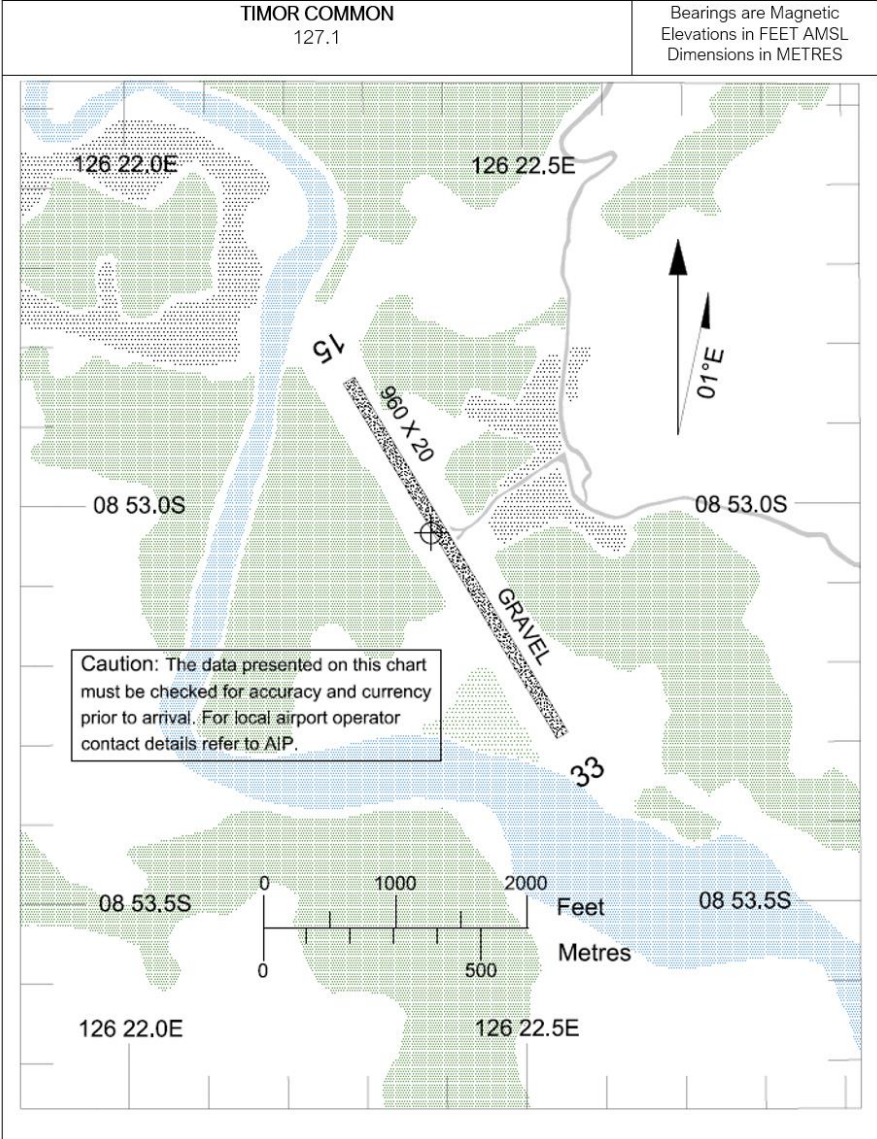 TIMOR COMMON
127.1
Bearings are Magnetic
Elevations in FEET AMSL
Dimensions in METRES
126 22.0E
126 22.5E
01°E
15
960 X 20
08 53.0S
08 53.0S
GRAVEL
Caution: The data presented on this chart
must be checked for accuracy and currency
prior to arrival. For local airport operator
contact details refer to AIP.
33
0 1000 2000
Feet
08 53.5S
08 53.5S
Metres
0 500
126 22.0E
126 22.5E